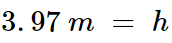 3.97 m = h